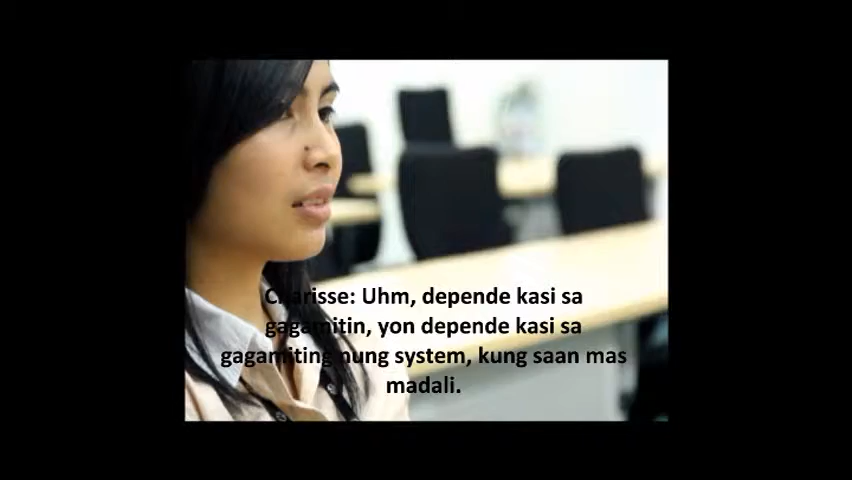 Charisse: Uhm, depende kasi sa
gagamitin, yon depende kasi sa
gagamiting nung system, kung saan mas
madali.